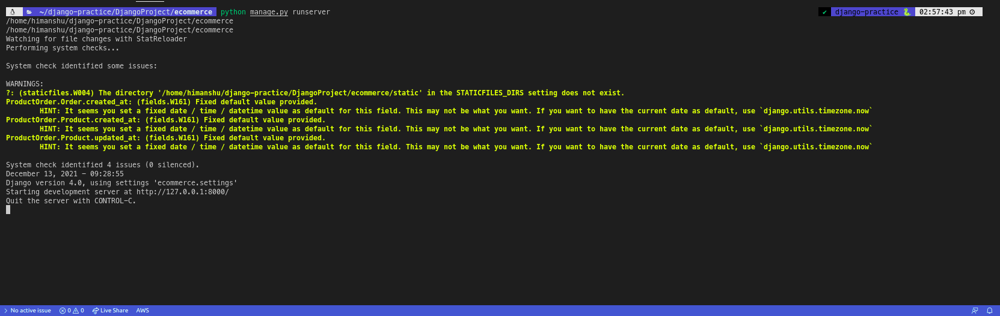 ~/django-practice/DjangoProject/ecommerce python manage.py runserver ✔ django-practice 🐍 02:57:43 pm
/home/himanshu/django-practice/DjangoProject/ecommerce
/home/himanshu/django-practice/DjangoProject/ecommerce
Watching for file changes with StatReloader
Performing system checks...
System check identified some issues:
WARNINGS:
?: (staticfiles.W004) The directory '/home/himanshu/django-practice/DjangoProject/ecommerce/static' in the STATICFILES_DIRS setting does not exist.
ProductOrder.Order.created_at: (fields.W161) Fixed default value provided.
HINT: It seems you set a fixed date / time / datetime value as default for this field. This may not be what you want. If you want to have the current date as default, use `django.utils.timezone.now`
ProductOrder.Product.created_at: (fields.W161) Fixed default value provided.
HINT: It seems you set a fixed date / time / datetime value as default for this field. This may not be what you want. If you want to have the current date as default, use `django.utils.timezone.now`
ProductOrder.Product.updated_at: (fields.W161) Fixed default value provided.
HINT: It seems you set a fixed date / time / datetime value as default for this field. This may not be what you want. If you want to have the current date as default, use `django.utils.timezone.now`
System check identified 4 issues (0 silenced).
December 13, 2021 - 09:28:55
Django version 4.0, using settings 'ecommerce.settings'
Starting development server at http://127.0.0.1:8000/
Quit the server with CONTROL-C.
No active issue 0 0 Live Share AWS